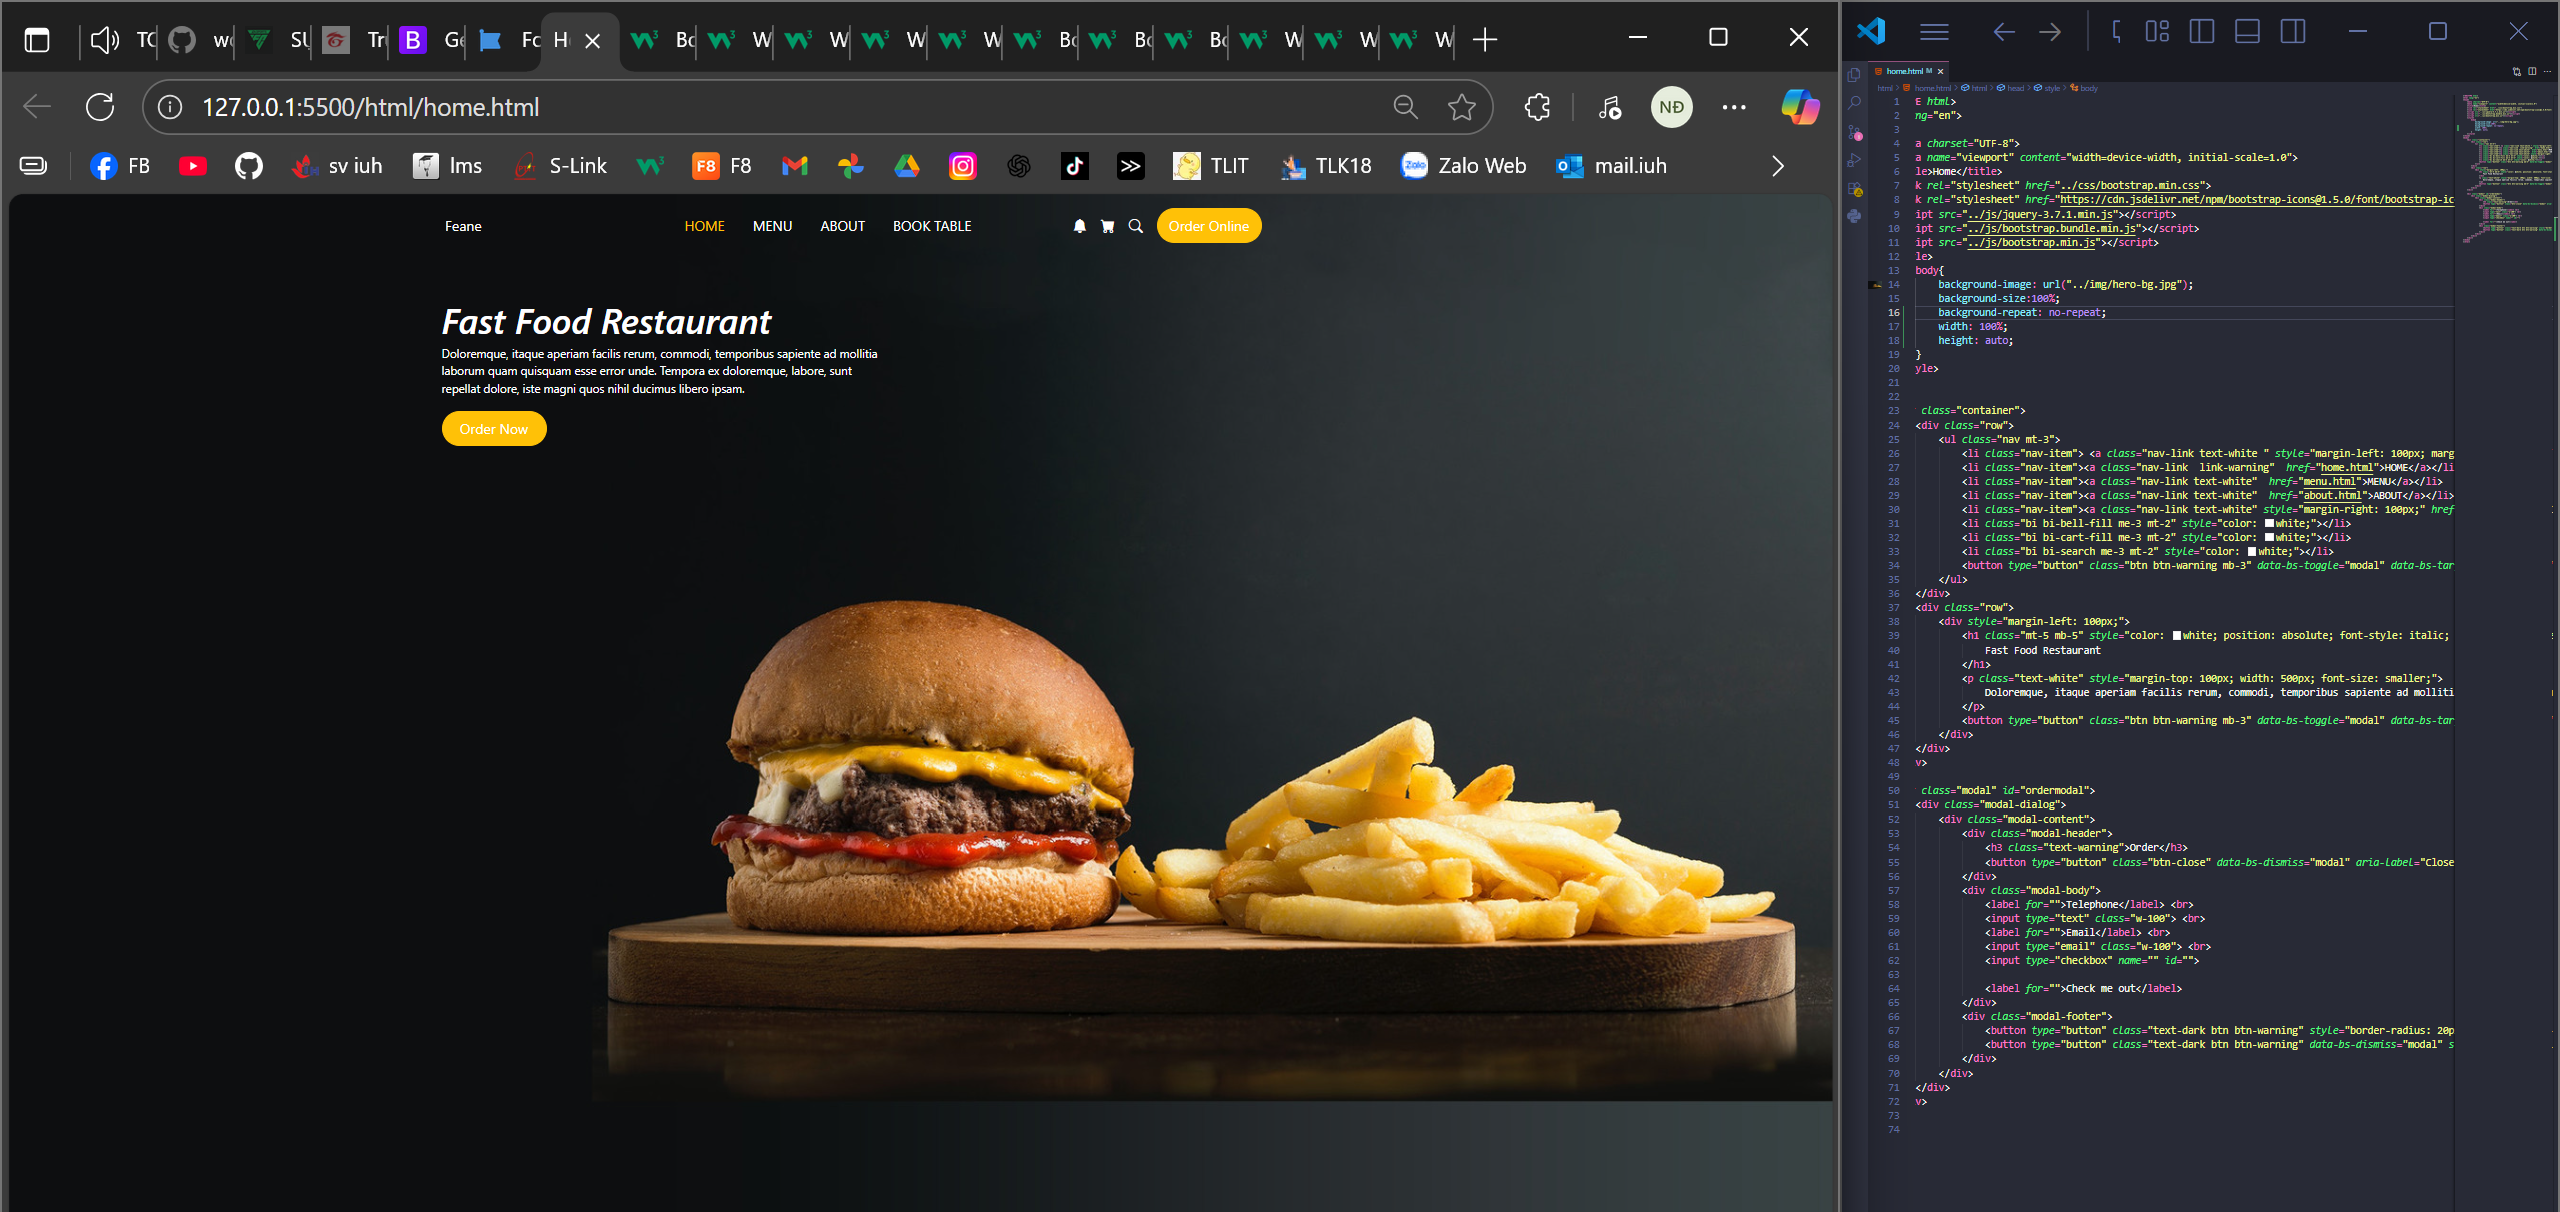 TC
w
SU
Tr
B
Ge
Fc
H
Bc
W
W
W
W
Bc
Bc
Bc
W
W
W
127.0.0.1:5500/html/home.html
NĐ
FB
sv iuh
lms
S-Link
F8 F8
TLIT
TLK18
Zalo Zalo Web
mail.iuh
Feane
HOME
MENU
ABOUT
BOOK TABLE
Order Online
Fast Food Restaurant
Doloremque, itaque aperiam facilis rerum, commodi, temporibus sapiente ad mollitia
laborum quam quisquam esse error unde. Tempora ex doloremque, labore, sunt
repellat dolore, iste magni quos nihil ducimus libero ipsam.
Order Now
home.html M
html > home.html > html > head > style > body
1 E html>
2 ng="en">
3
4 a charset="UTF-8">
5 a name="viewport" content="width=device-width, initial-scale=1.0">
6 le>Home</title>
7 k rel="stylesheet" href="../css/bootstrap.min.css">
8 k rel="stylesheet" href="https://cdn.jsdelivr.net/npm/bootstrap-icons@1.5.0/font/bootstrap-ic
9 ipt src="../js/jquery-3.7.1.min.js"></script>
10 ipt src="../js/bootstrap.bundle.min.js"></script>
11 ipt src="../js/bootstrap.min.js"></script>
12 le>
13 body{
14 background-image: url("../img/hero-bg.jpg");
15 background-size:100%;
16 background-repeat: no-repeat;
17 width: 100%;
18 height: auto;
19 }
20 yle>
21
22
23 class="container">
24 <div class="row">
25 <ul class="nav mt-3">
26 <li class="nav-item"> <a class="nav-link text-white " style="margin-left: 100px; marg
27 <li class="nav-item"><a class="nav-link  link-warning"  href="home.html">HOME</a></li
28 <li class="nav-item"><a class="nav-link text-white"  href="menu.html">MENU</a></li>
29 <li class="nav-item"><a class="nav-link text-white"  href="about.html">ABOUT</a></li>
30 <li class="nav-item"><a class="nav-link text-white" style="margin-right: 100px;" href
31 <li class="bi bi-bell-fill me-3 mt-2" style="color: white;"></li>
32 <li class="bi bi-cart-fill me-3 mt-2" style="color: white;"></li>
33 <li class="bi bi-search me-3 mt-2" style="color: white;"></li>
34 <button type="button" class="btn btn-warning mb-3" data-bs-toggle="modal" data-bs-tar
35 </ul>
36 </div>
37 <div class="row">
38 <div style="margin-left: 100px;">
39 <h1 class="mt-5 mb-5" style="color: white; position: absolute; font-style: italic;
40 Fast Food Restaurant
41 </h1>
42 <p class="text-white" style="margin-top: 100px; width: 500px; font-size: smaller;">
43 Doloremque, itaque aperiam facilis rerum, commodi, temporibus sapiente ad molliti
44 </p>
45 <button type="button" class="btn btn-warning mb-3" data-bs-toggle="modal" data-bs-tar
46 </div>
47 </div>
48 v>
49
50 class="modal" id="ordermodal">
51 <div class="modal-dialog">
52 <div class="modal-content">
53 <div class="modal-header">
54 <h3 class="text-warning">Order</h3>
55 <button type="button" class="btn-close" data-bs-dismiss="modal" aria-label="Close
56 </div>
57 <div class="modal-body">
58 <label for="">Telephone</label> <br>
59 <input type="text" class="w-100"> <br>
60 <label for="">Email</label> <br>
61 <input type="email" class="w-100"> <br>
62 <input type="checkbox" name="" id="">
63
64 <label for="">Check me out</label>
65 </div>
66 <div class="modal-footer">
67 <button type="button" class="text-dark btn btn-warning" style="border-radius: 20p
68 <button type="button" class="text-dark btn btn-warning" data-bs-dismiss="modal" s
69 </div>
70 </div>
71 </div>
72 v>
73
74